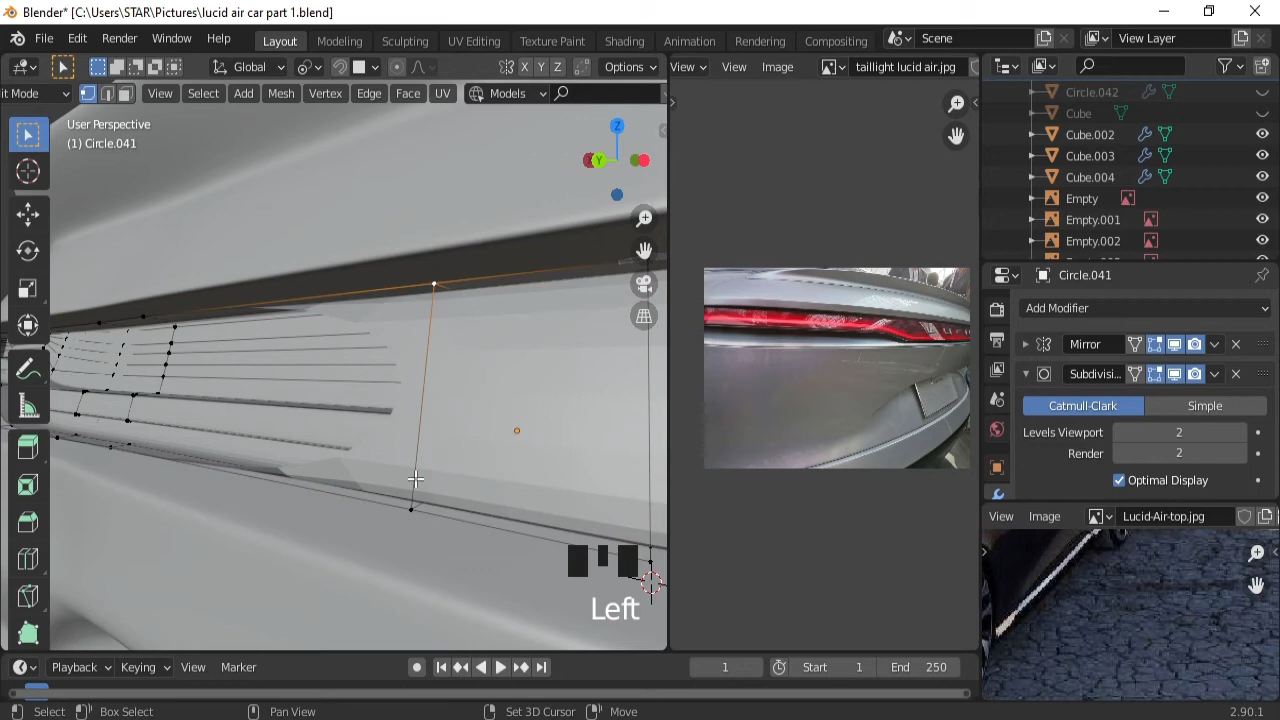 Blender* [C:\Users\STAR\Pictures\lucid air car part 1.blend]
File Edit Render Window Help Layout Modeling Sculpting UV Editing Texture Paint Shading Animation Rendering Compositing Scene View Layer
Global X Y Z Options View View Image taillight lucid air.jpg
it Mode View Select Add Mesh Vertex Edge Face UV Models
User Perspective
(1) Circle.041
Z
Y
Left
Circle.042
Cube
Cube.002
Cube.003
Cube.004
Empty
Empty.001
Empty.002
Circle.041
Add Modifier
Mirror
Subdivisi...
Catmull-Clark Simple
Levels Viewport 2
Render 2
Optimal Display
View Image Lucid-Air-top.jpg
Playback Keying View Marker 1 Start 1 End 250
Select Box Select Pan View Set 3D Cursor Move 2.90.1